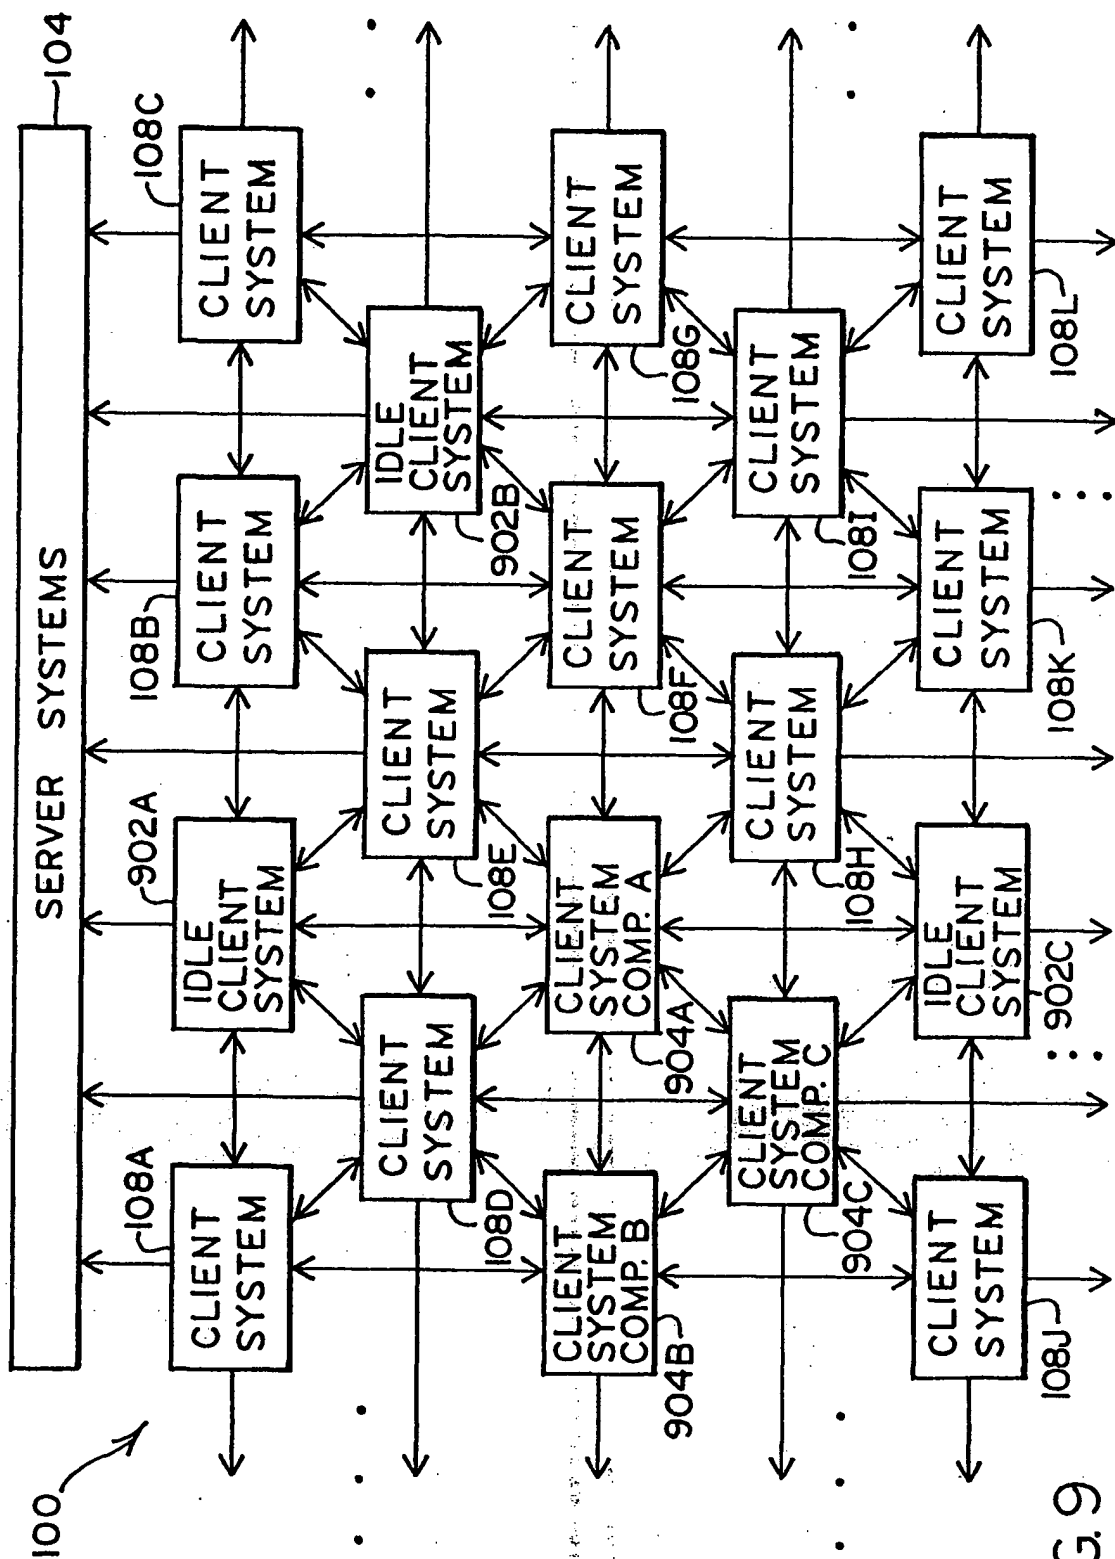 100
SERVER SYSTEMS
104
108A
902A
108B
108C
CLIENT
SYSTEM
IDLE
CLIENT
SYSTEM
CLIENT
SYSTEM
CLIENT
SYSTEM
CLIENT
SYSTEM
CLIENT
SYSTEM
IDLE
CLIENT
SYSTEM
108D
108E
902B
CLIENT
SYSTEM
COMP. B
CLIENT
SYSTEM
COMP. A
CLIENT
SYSTEM
CLIENT
SYSTEM
904B
904A
108F
108G
CLIENT
SYSTEM
COMP. C
CLIENT
SYSTEM
CLIENT
SYSTEM
904C
108H
108I
CLIENT
SYSTEM
IDLE
CLIENT
SYSTEM
CLIENT
SYSTEM
CLIENT
SYSTEM
108J
902C
108K
108L
G.9